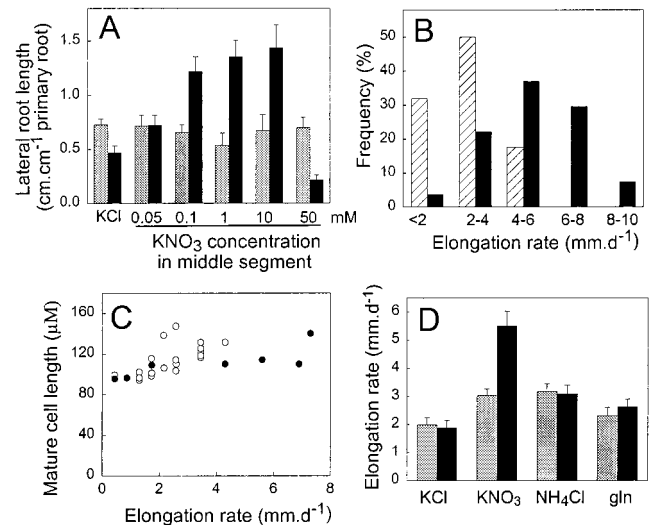 A
Lateral root length
(cm.cm⁻¹ primary root)
1.5
1.0
0.5
0.0
KCl 0.05 0.1 1 10 50 mM
KNO₃ concentration
in middle segment
B
Frequency (%)
50
40
30
20
10
0
<2 2-4 4-6 6-8 8-10
Elongation rate (mm.d⁻¹)
C
Mature cell length (μM)
160
120
80
40
0
0 2 4 6 8
Elongation rate (mm.d⁻¹)
D
Elongation rate (mm.d⁻¹)
6
5
4
3
2
1
0
KCl KNO₃ NH₄Cl gln